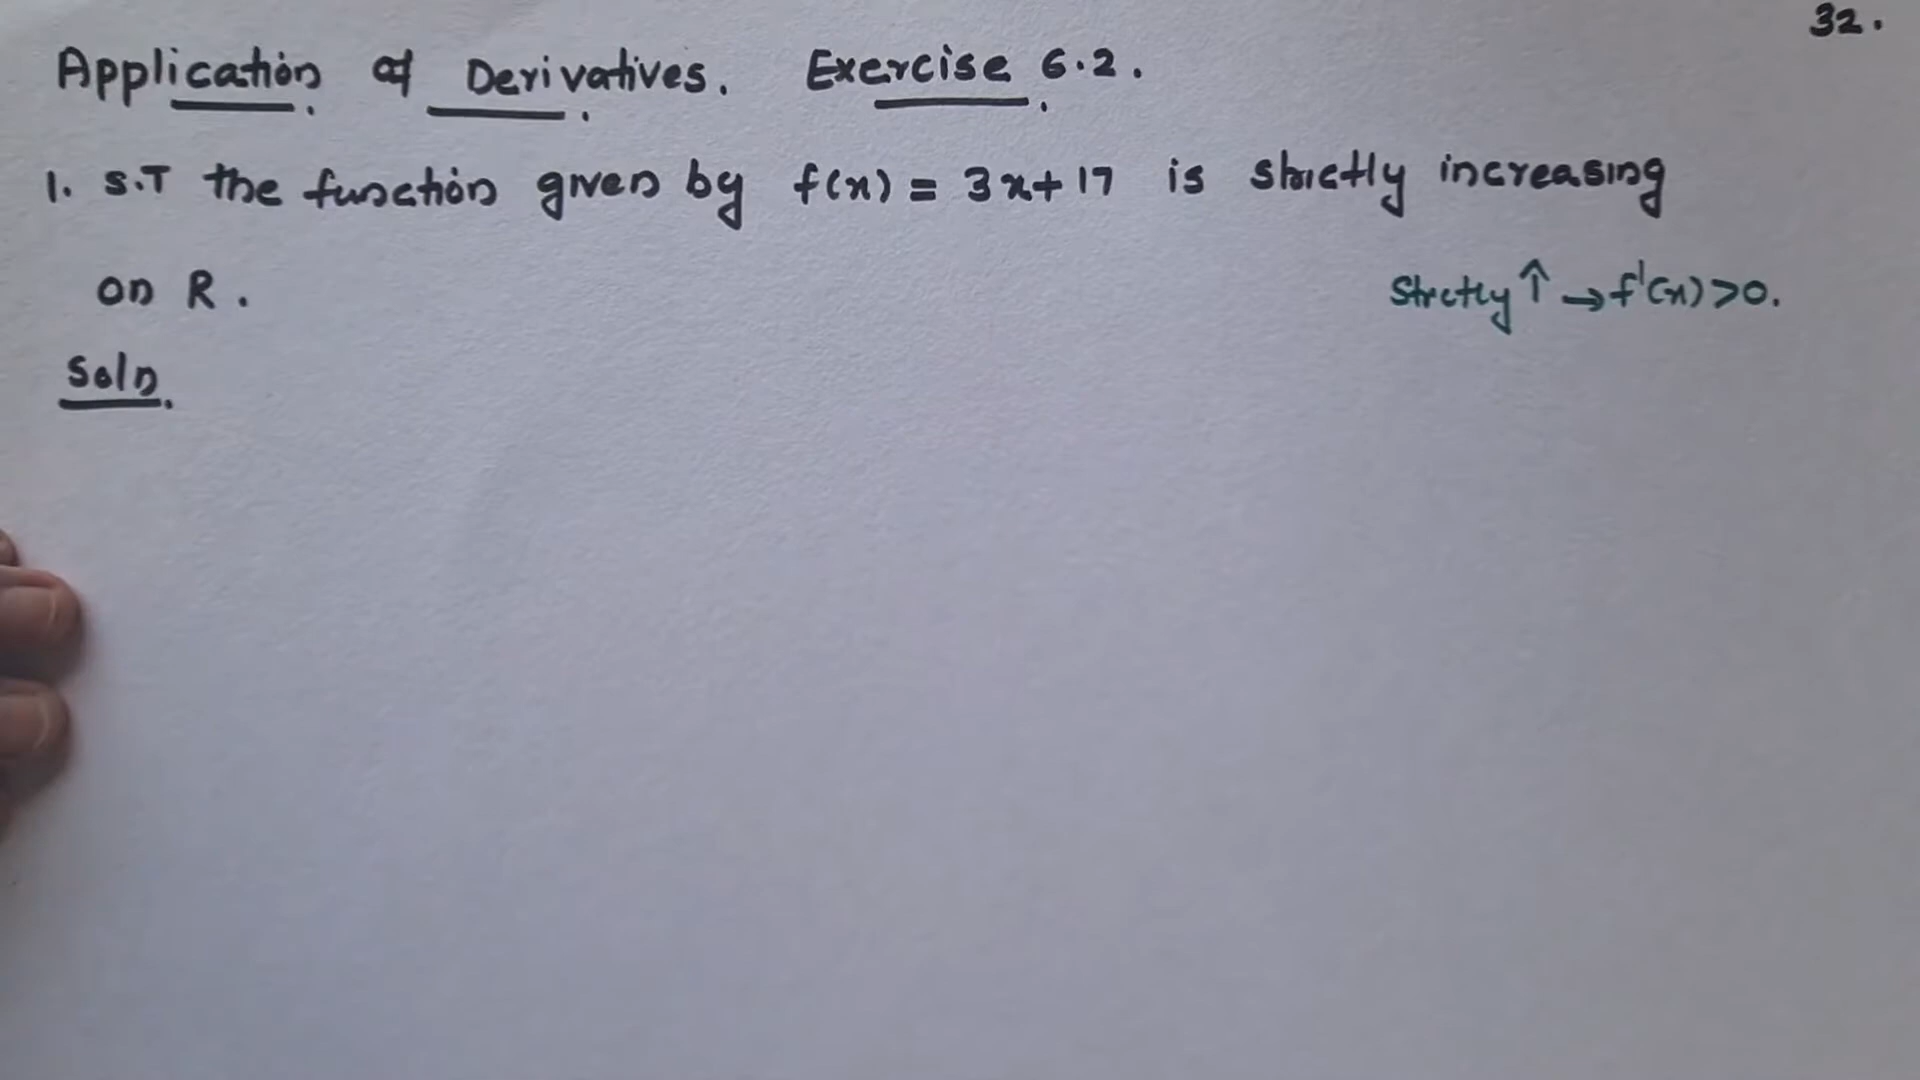 32.
Application of Derivatives. Exercise 6.2.
1. S.T the function given by f(x) = 3x+17 is strictly increasing
on R.
Strctly ↑ → f'(x) >0.
Soln.